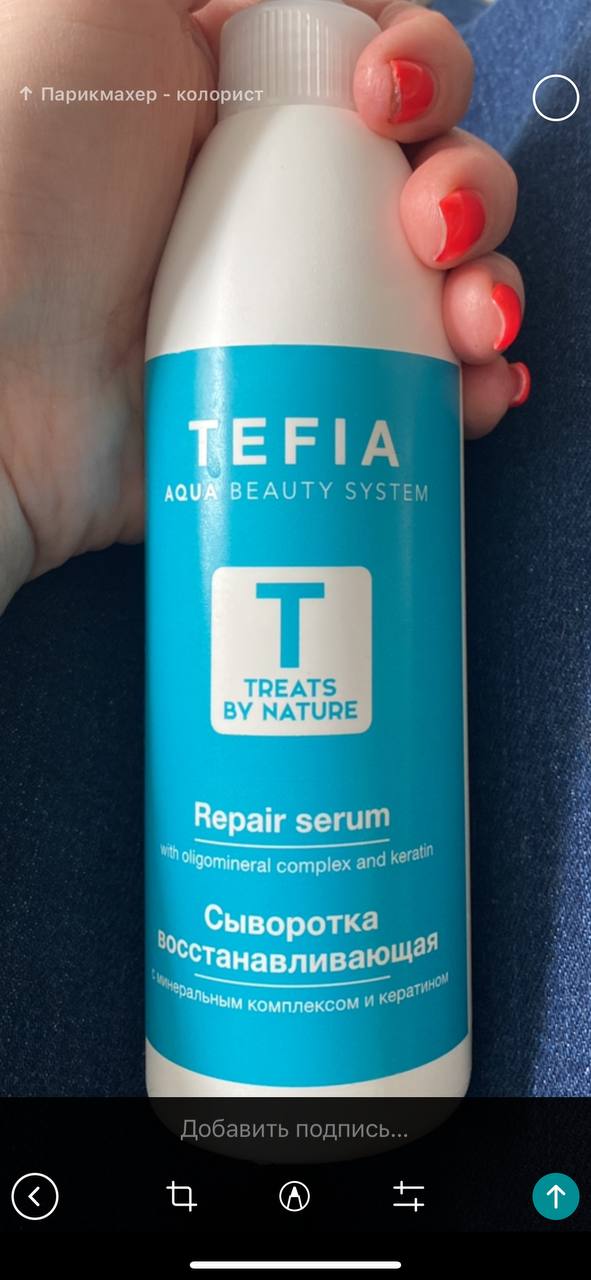 ↑ Парикмахер - колорист
TEFIA
AQUA BEAUTY SYSTEM
T
TREATS
BY NATURE
Repair serum
with oligomineral complex and keratin
Сыворотка
восстанавливающая
с минеральным комплексом и кератином
Добавить подпись...